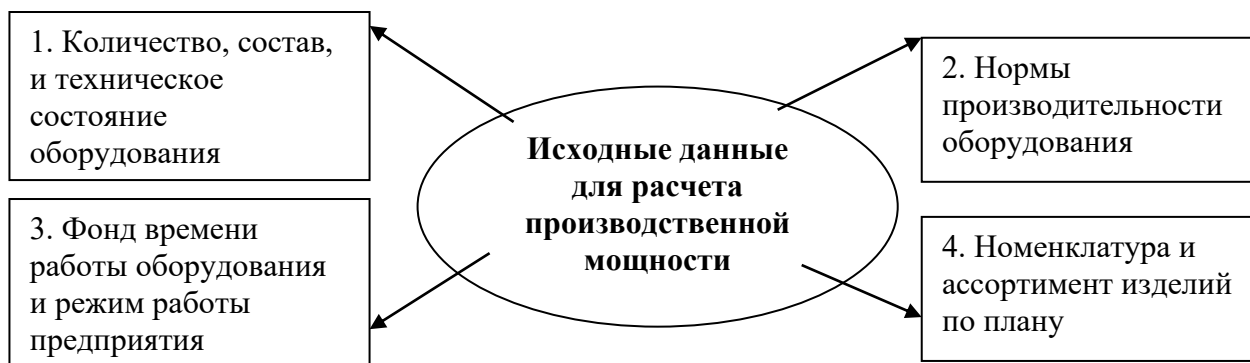 1. Количество, состав,
и техническое
состояние
оборудования
2. Нормы
производительности
оборудования
Исходные данные
для расчета
производственной
мощности
3. Фонд времени
работы оборудования
и режим работы
предприятия
4. Номенклатура и
ассортимент изделий
по плану